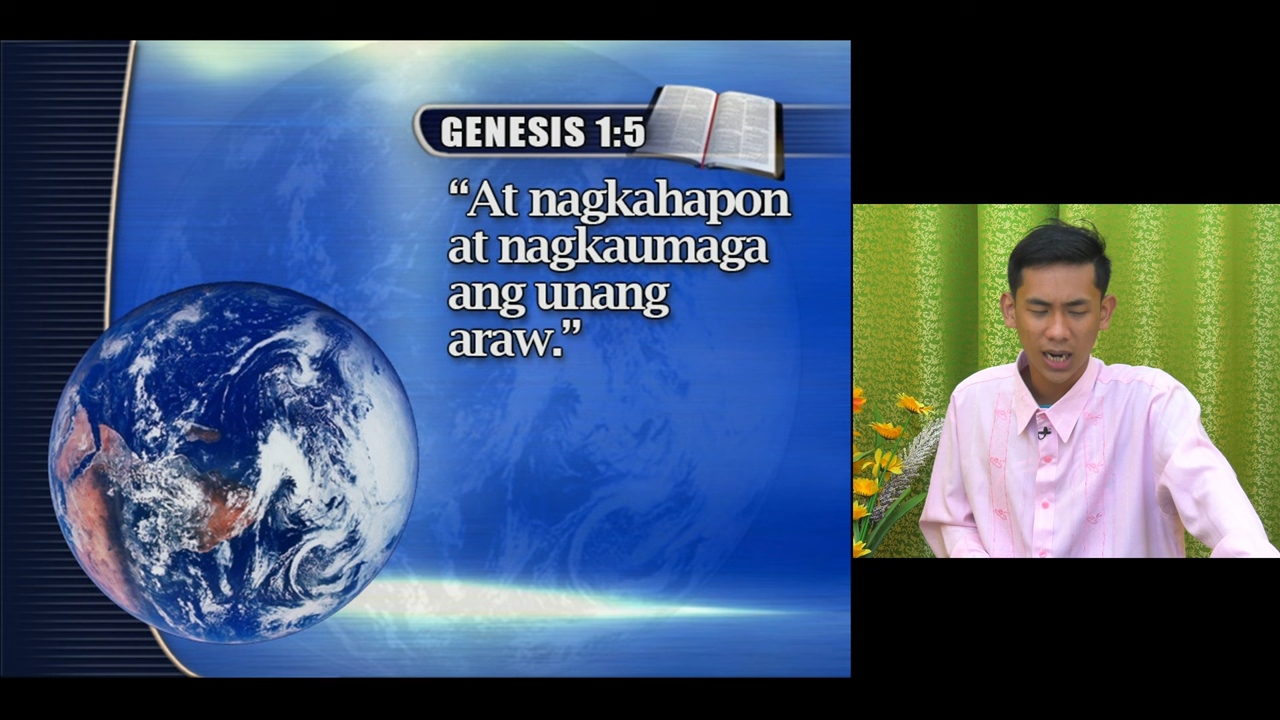 GENESIS 1:5
“At nagkahapon
at nagkaumaga
ang unang
araw.”